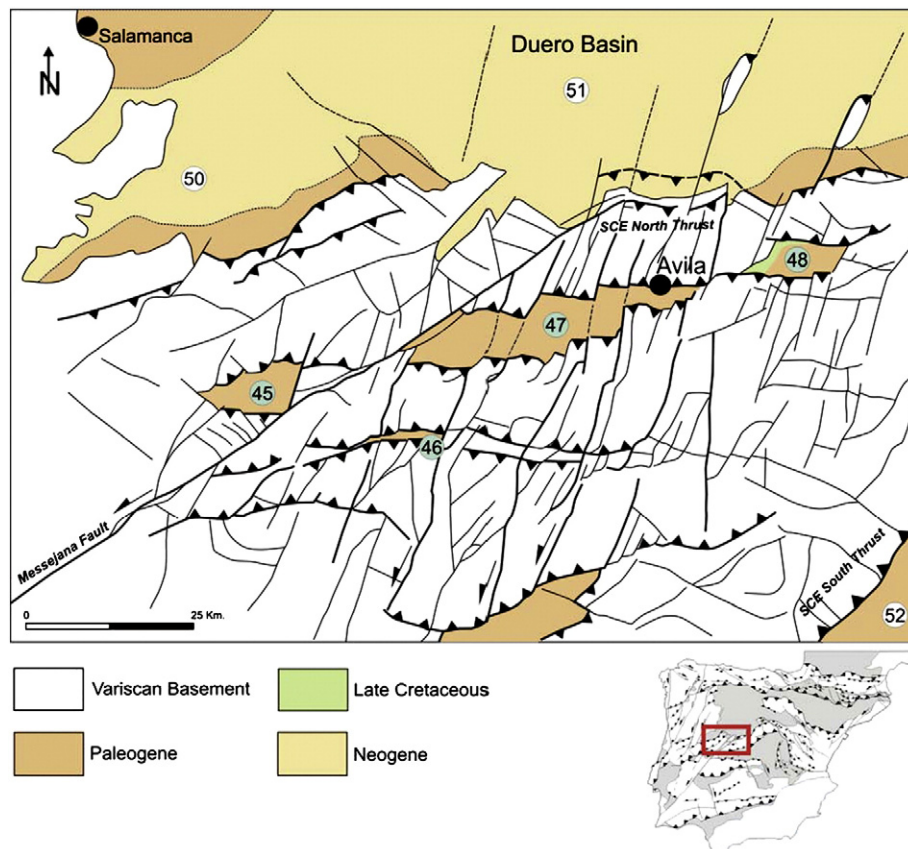 Salamanca
N
Duero Basin
51
50
SCE North Thrust
Avila
48
47
45
46
Messejana Fault
SCE South Thrust
52
0
25 Km.
Variscan Basement
Late Cretaceous
Paleogene
Neogene